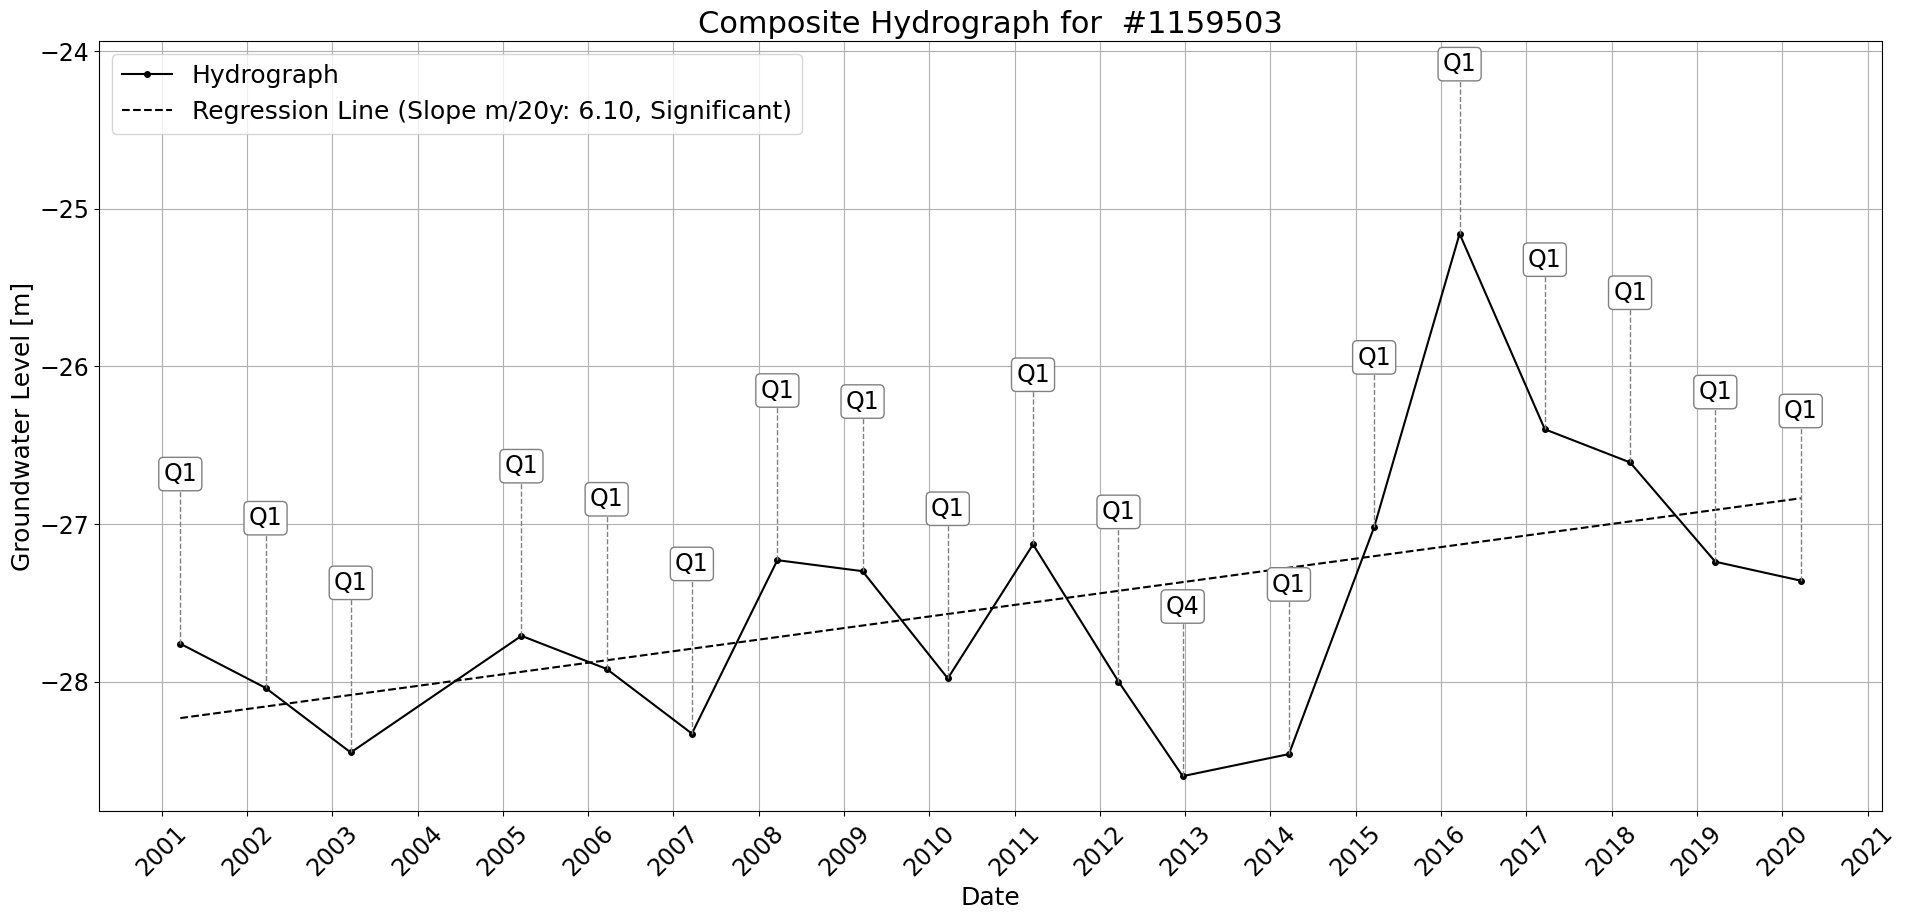 Composite Hydrograph for  #1159503
Hydrograph
Regression Line (Slope m/20y: 6.10, Significant)
Groundwater Level [m]
−24
−25
−26
−27
−28
Q1
Q1
Q1
Q1
Q1
Q1
Q1
Q1
Q1
Q1
Q1
Q4
Q1
Q1
Q1
Q1
Q1
Q1
Q1
2001
2002
2003
2004
2005
2006
2007
2008
2009
2010
2011
2012
2013
2014
2015
2016
2017
2018
2019
2020
2021
Date